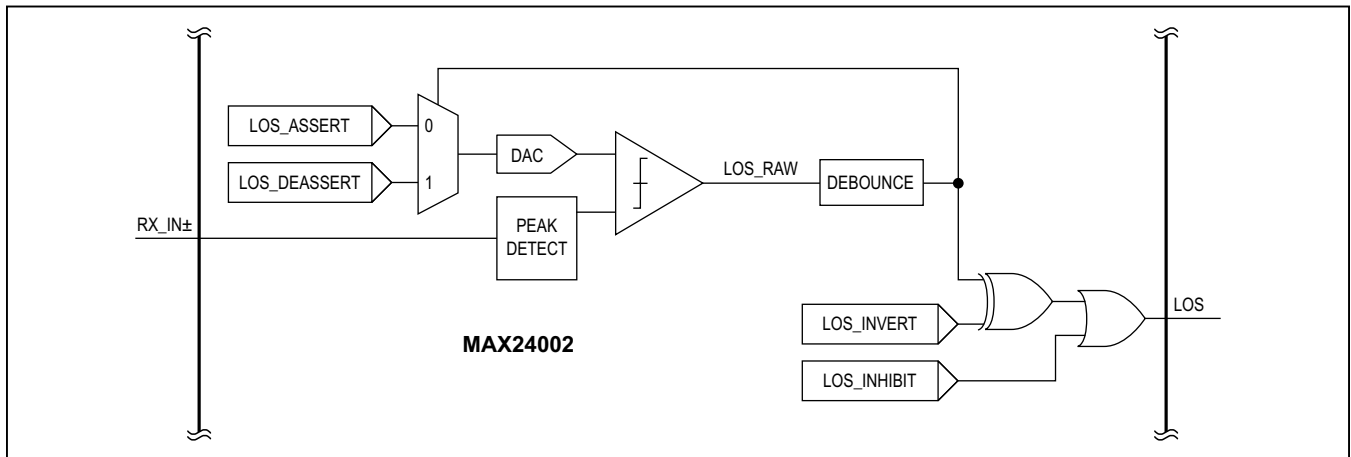 LOS_ASSERT
0
LOS_DEASSERT
1
DAC
LOS_RAW
DEBOUNCE
RX_IN±
PEAK
DETECT
LOS_INVERT
LOS
MAX24002
LOS_INHIBIT